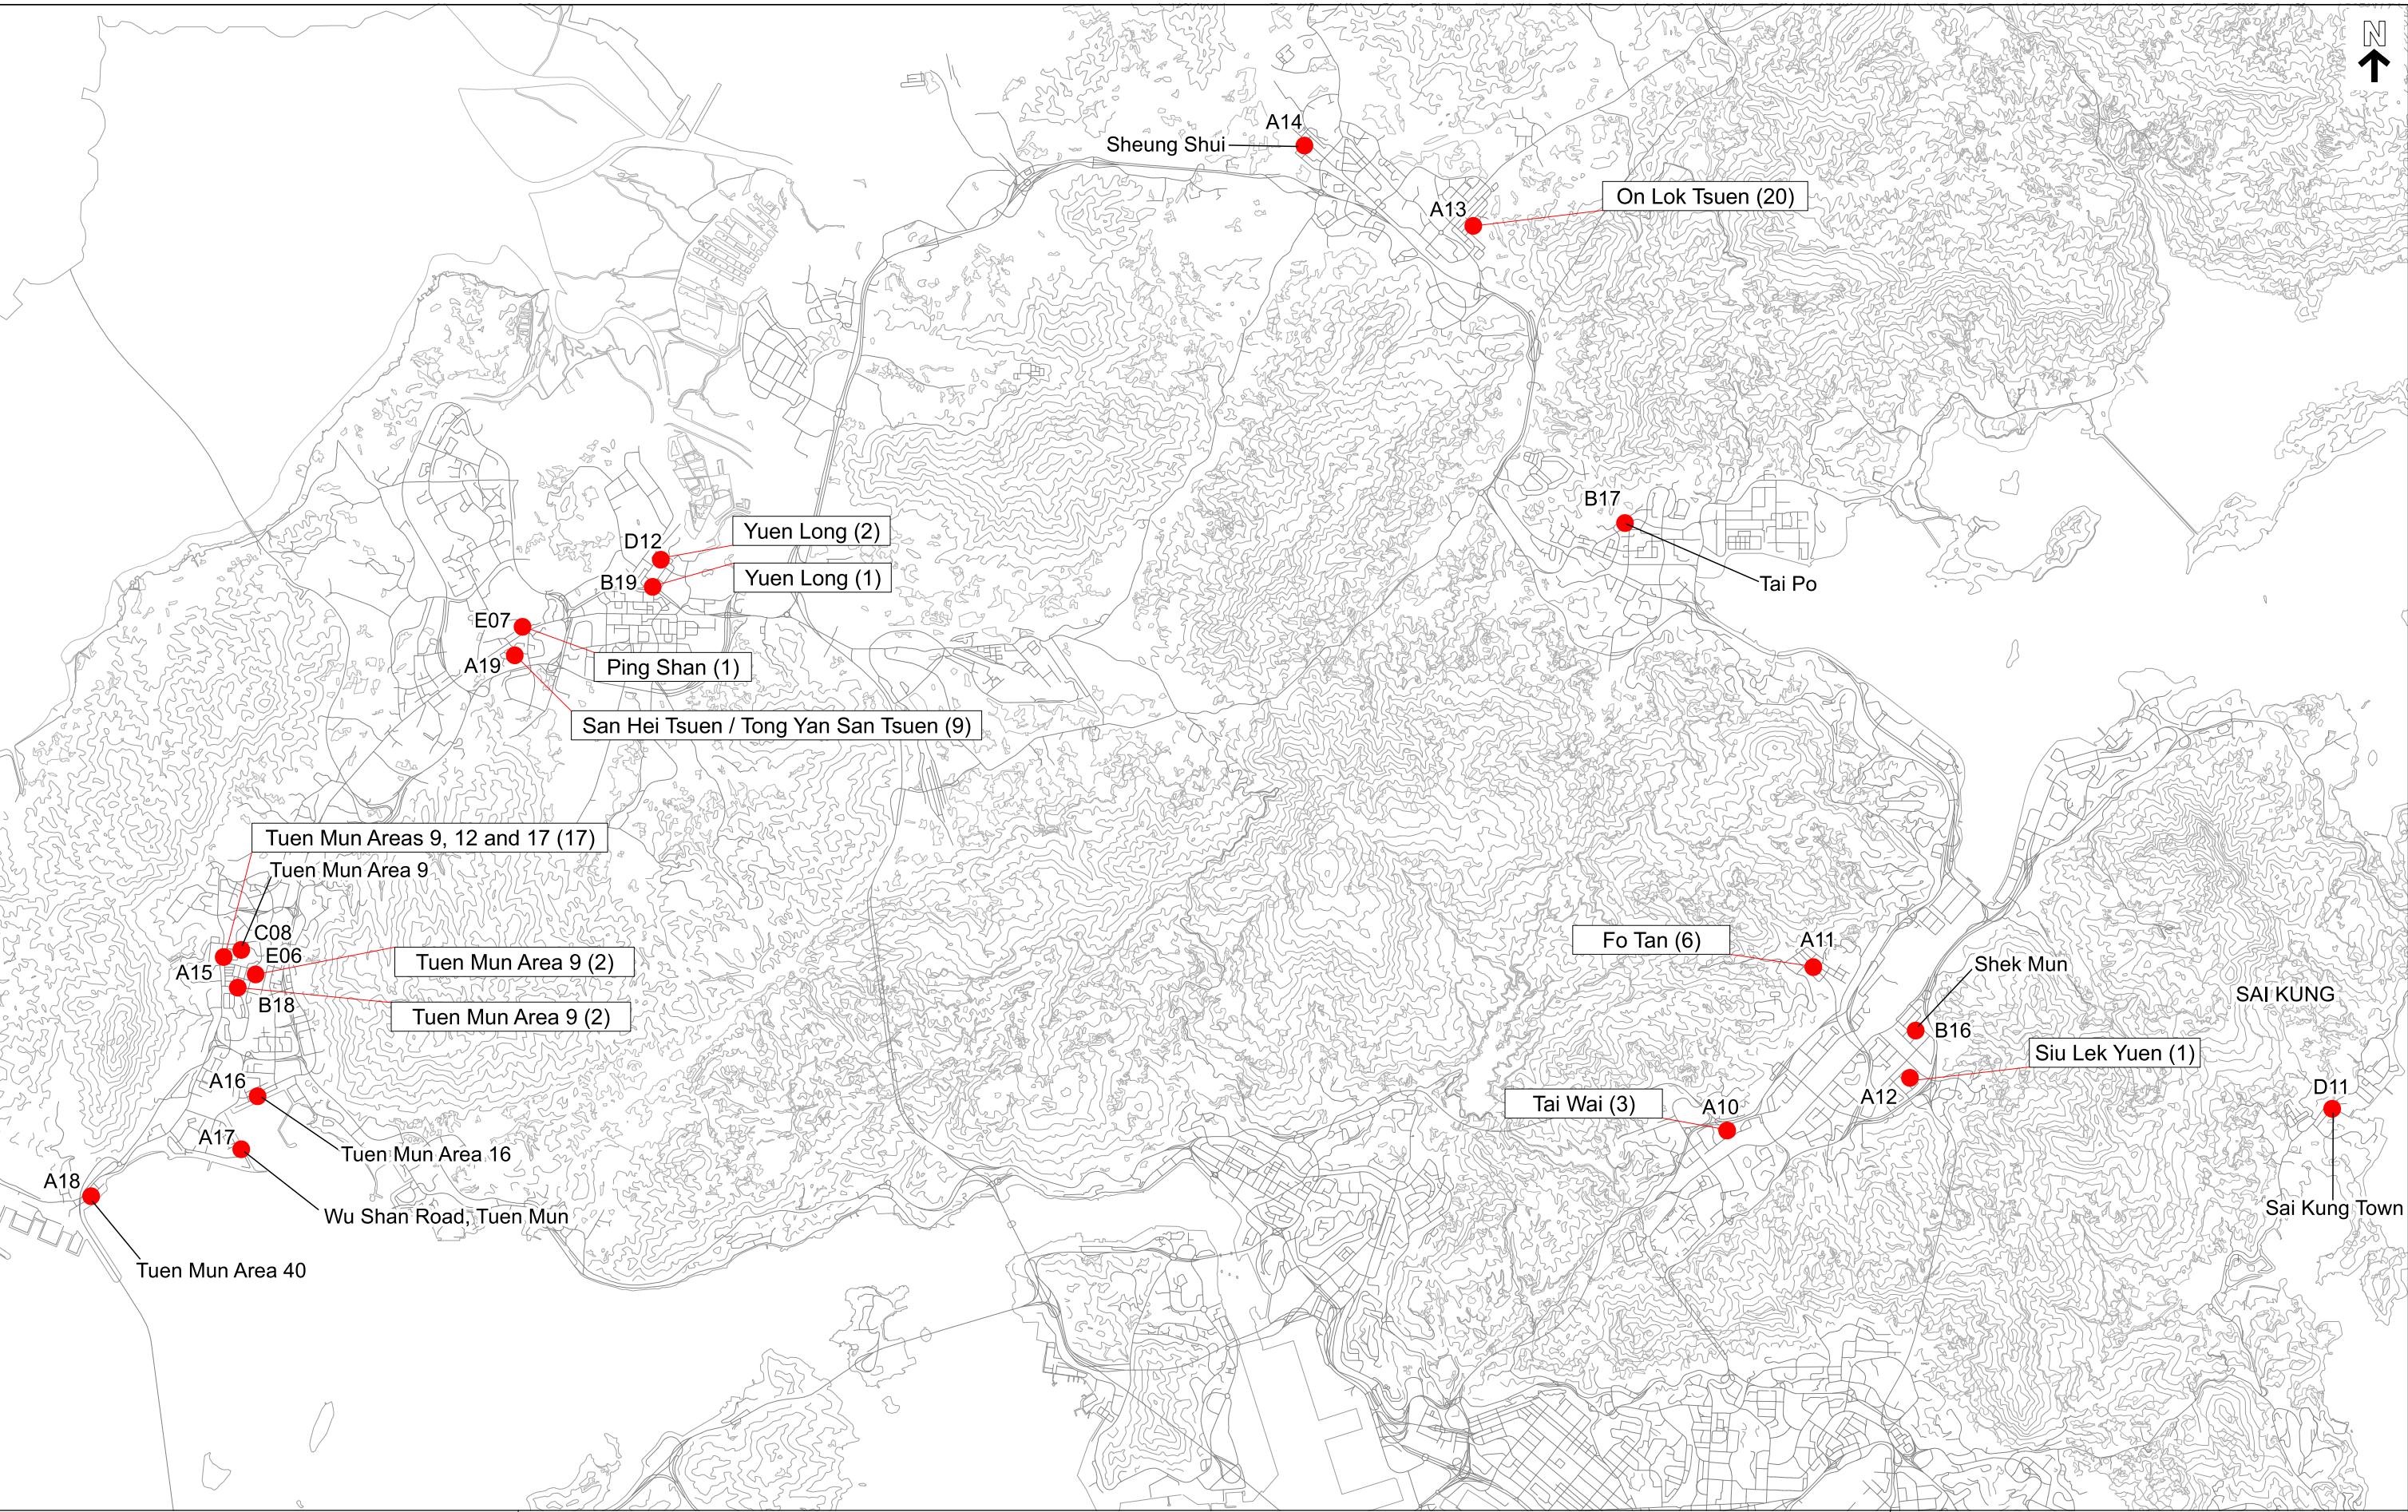 N
A14
Sheung Shui
On Lok Tsuen (20)
A13
B17
Yuen Long (2)
D12
Yuen Long (1)
B19
Tai Po
E07
Ping Shan (1)
A19
San Hei Tsuen / Tong Yan San Tsuen (9)
Tuen Mun Areas 9, 12 and 17 (17)
Tuen Mun Area 9
C08
E06
A15
Tuen Mun Area 9 (2)
B18
Tuen Mun Area 9 (2)
Fo Tan (6)
A11
Shek Mun
SAI KUNG
B16
Siu Lek Yuen (1)
A16
A12
D11
Tai Wai (3)
A10
A17
Tuen Mun Area 16
A18
Wu Shan Road, Tuen Mun
Sai Kung Town
Tuen Mun Area 40